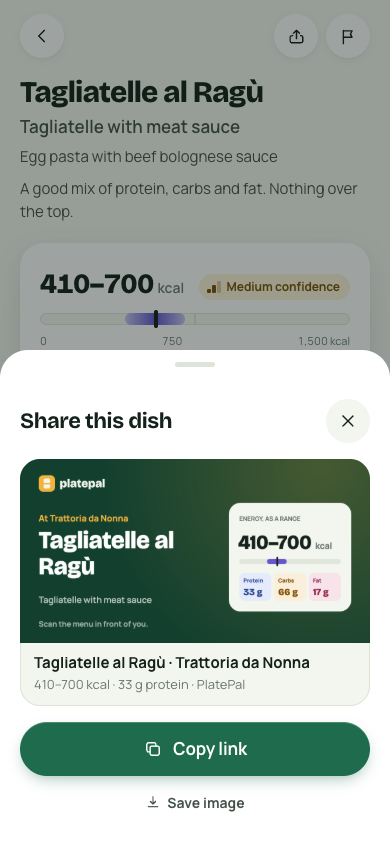 Tagliatelle al Ragù
Tagliatelle with meat sauce
Egg pasta with beef bolognese sauce
A good mix of protein, carbs and fat. Nothing over
the top.
410–700 kcal
Medium confidence
0 750 1,500 kcal
Share this dish
platepal
At Trattoria da Nonna
Tagliatelle al
Ragù
Tagliatelle with meat sauce
Scan the menu in front of you.
ENERGY, AS A RANGE
410–700 kcal
Protein Carbs Fat
33 g 66 g 17 g
Tagliatelle al Ragù · Trattoria da Nonna
410–700 kcal · 33 g protein · PlatePal
Copy link
Save image